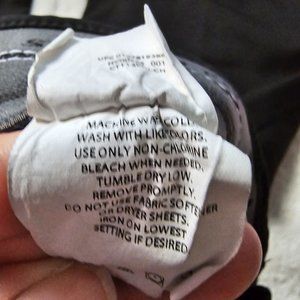 MACHINE WASH COLD.
WASH WITH LIKE COLORS.
USE ONLY NON-CHLORINE
BLEACH WHEN NEEDED.
TUMBLE DRY LOW.
REMOVE PROMPTLY.
DO NOT USE FABRIC SOFTENER
OR DRYER SHEETS.
IRON ON LOWEST
SETTING IF DESIRED.